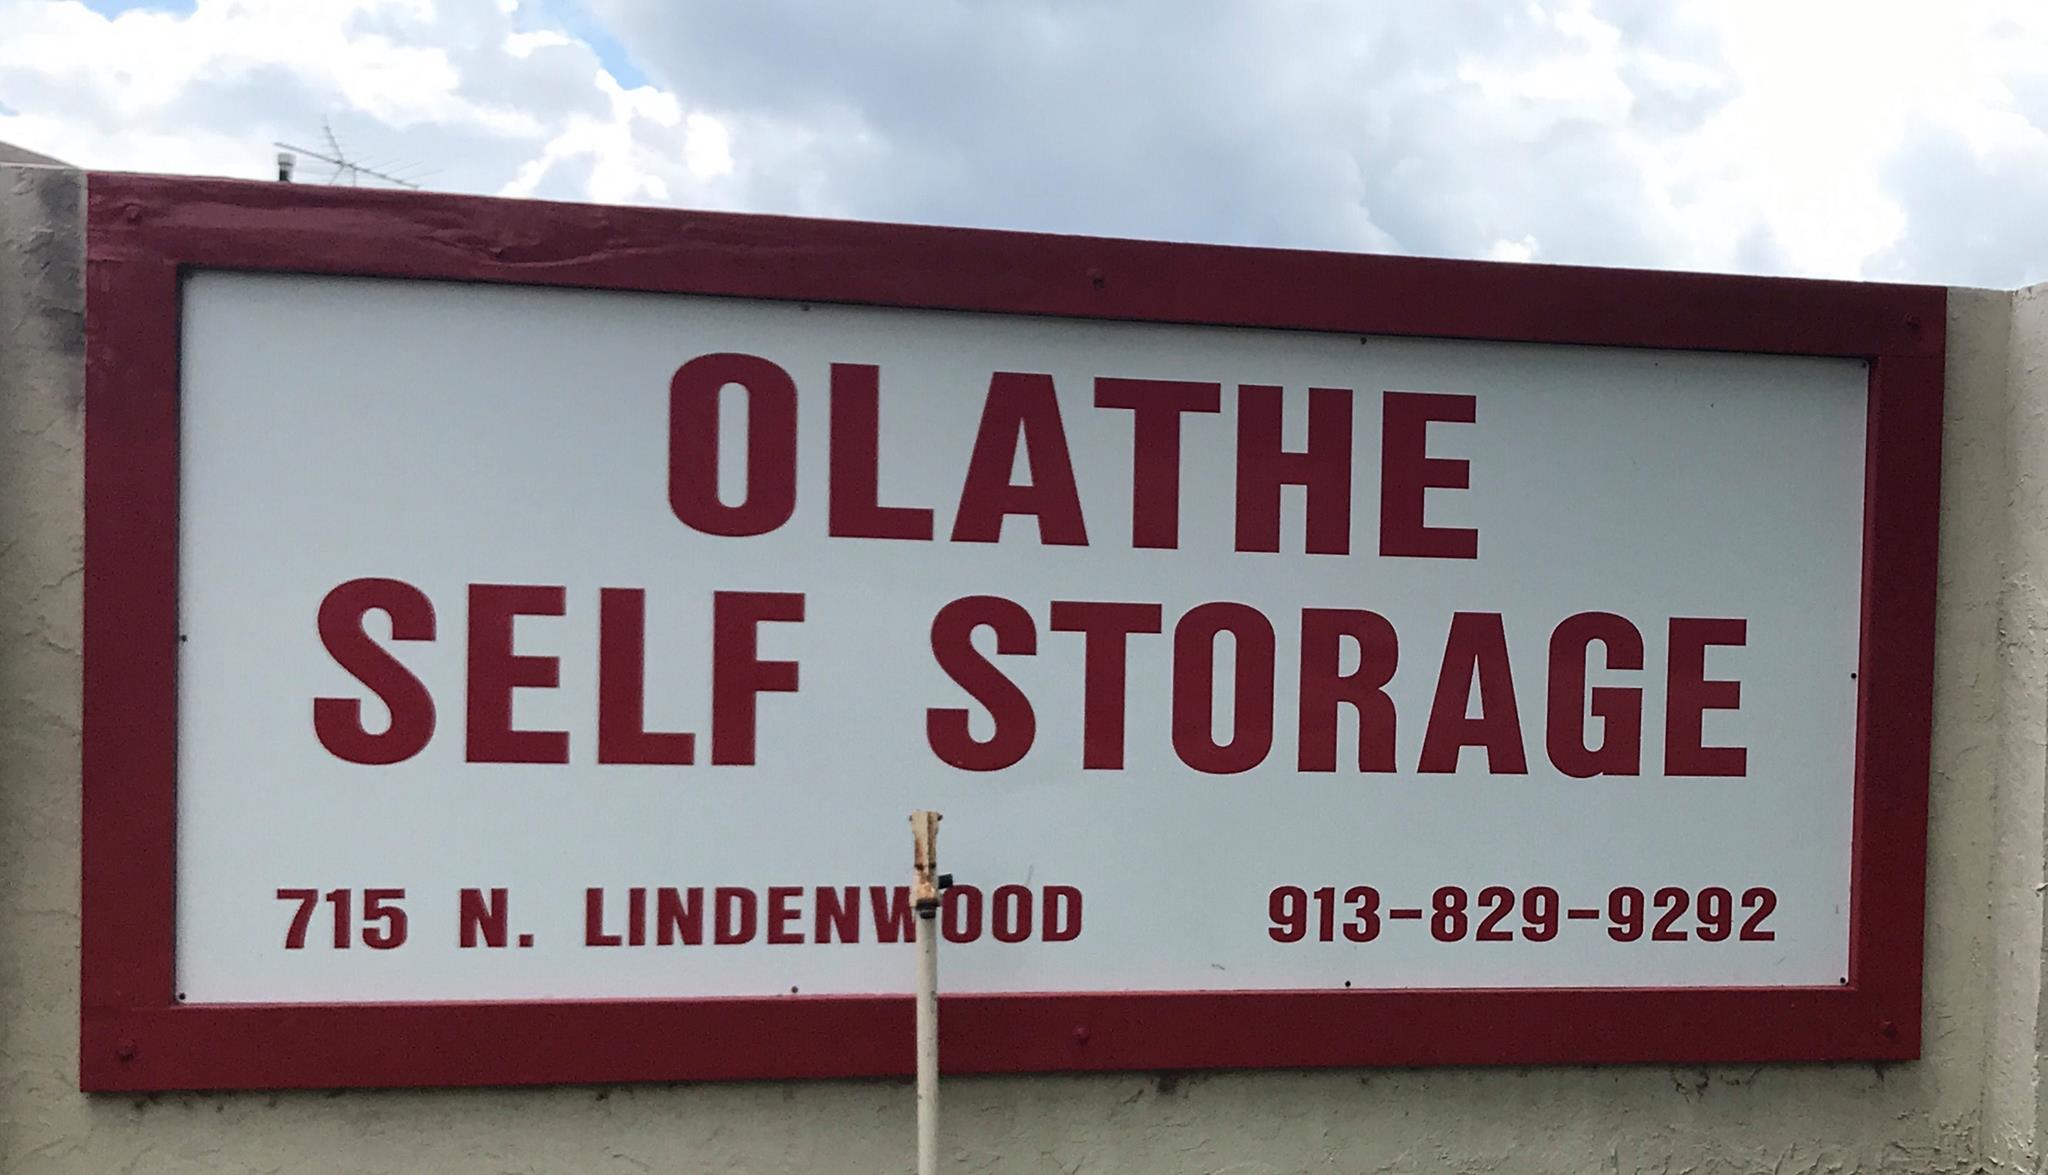 OLATHE
SELF STORAGE
715 N. LINDENWOOD 913-829-9292